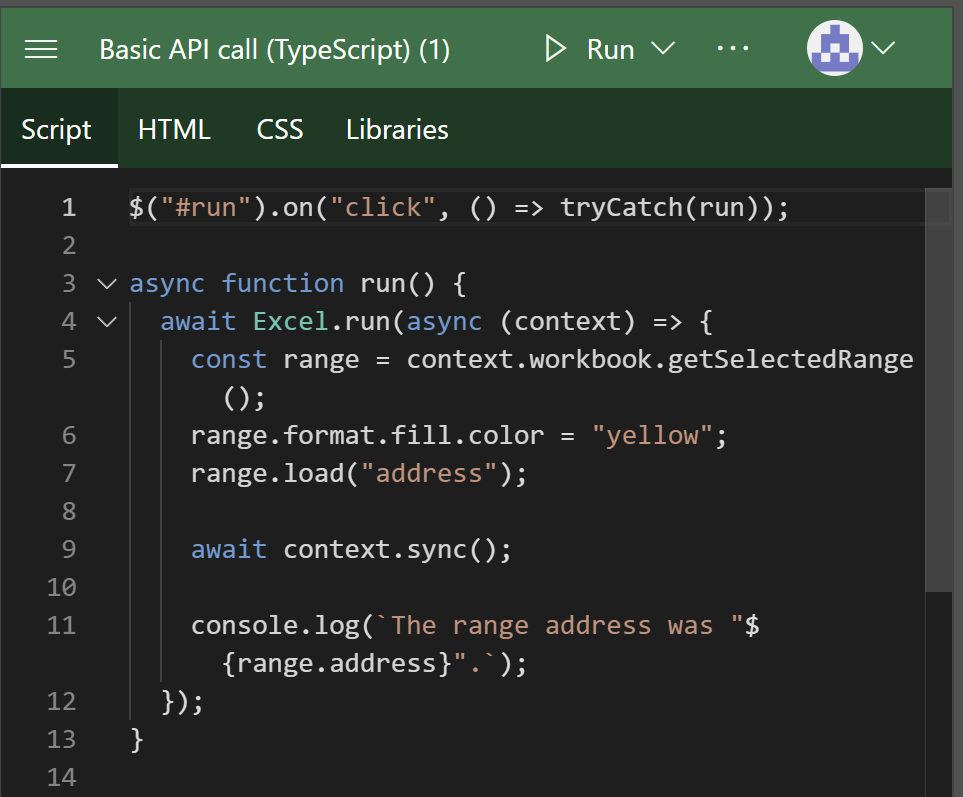 Basic API call (TypeScript) (1) Run ...
Script HTML CSS Libraries
1 $("#run").on("click", () => tryCatch(run));
2
3 async function run() {
4 await Excel.run(async (context) => {
5 const range = context.workbook.getSelectedRange
();
6 range.format.fill.color = "yellow";
7 range.load("address");
8
9 await context.sync();
10
11 console.log(`The range address was "$
{range.address}".`);
12 });
13 }
14